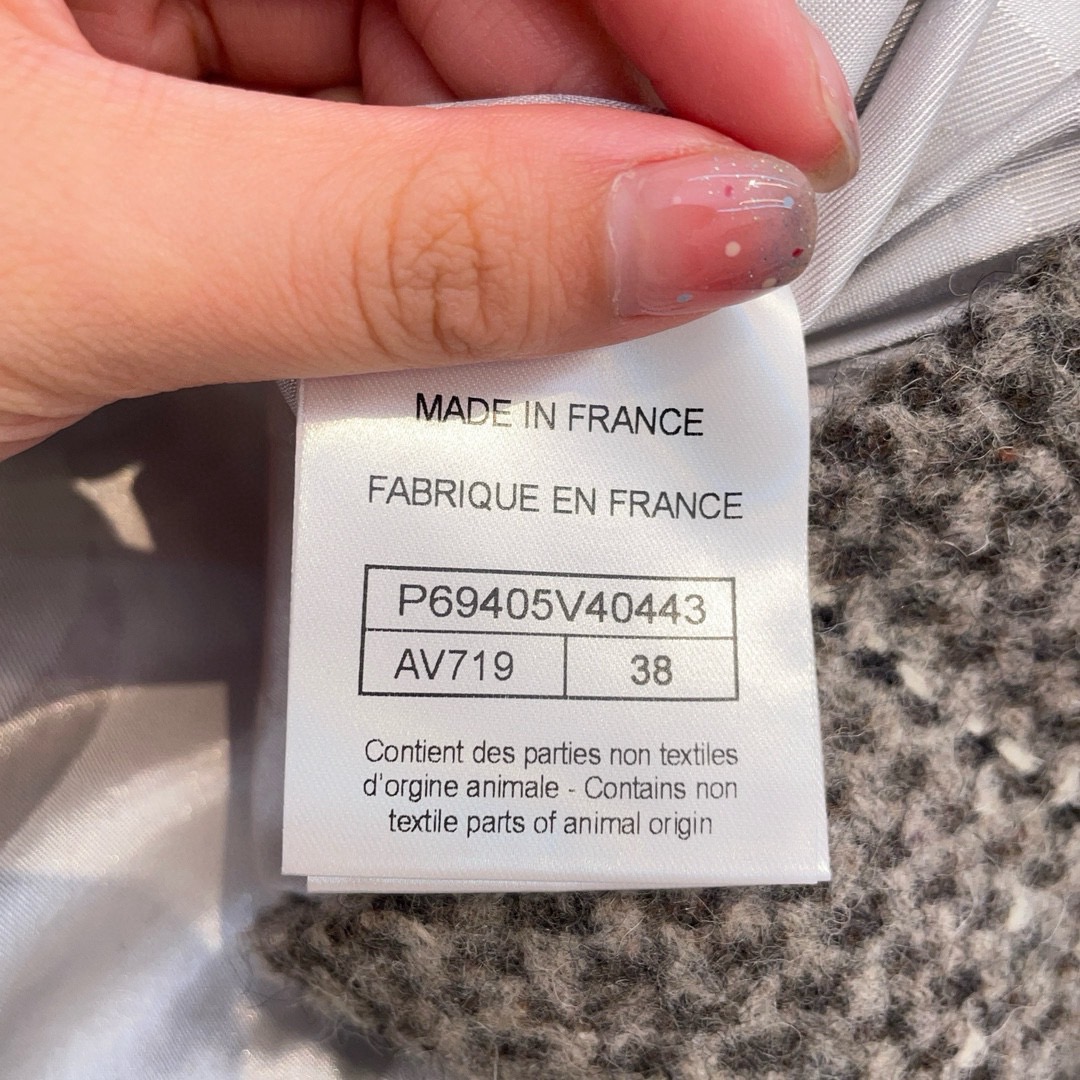 MADE IN FRANCE
FABRIQUE EN FRANCE
P69405V40443
AV719 38
Contient des parties non textiles
d'orgine animale - Contains non
textile parts of animal origin